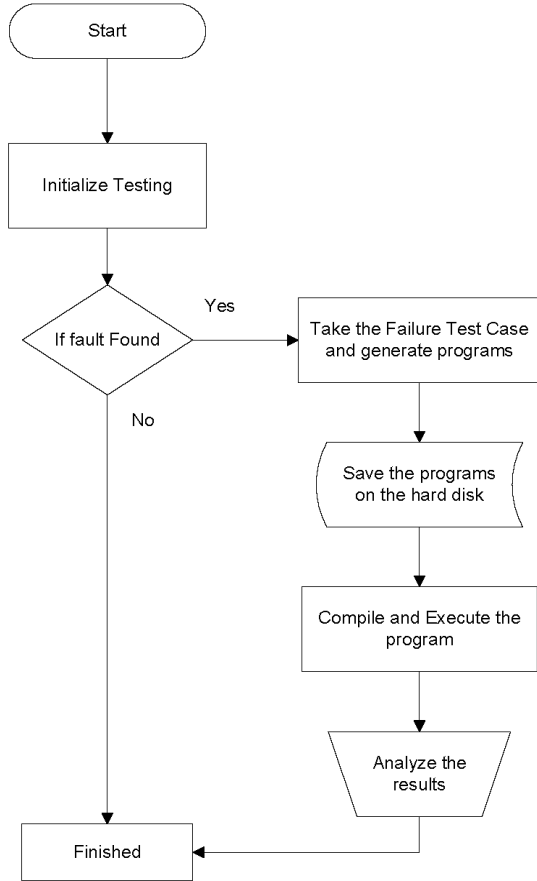 Start
Initialize Testing
If fault Found
Yes
No
Take the Failure Test Case
and generate programs
Save the programs
on the hard disk
Compile and Execute the
program
Analyze the
results
Finished